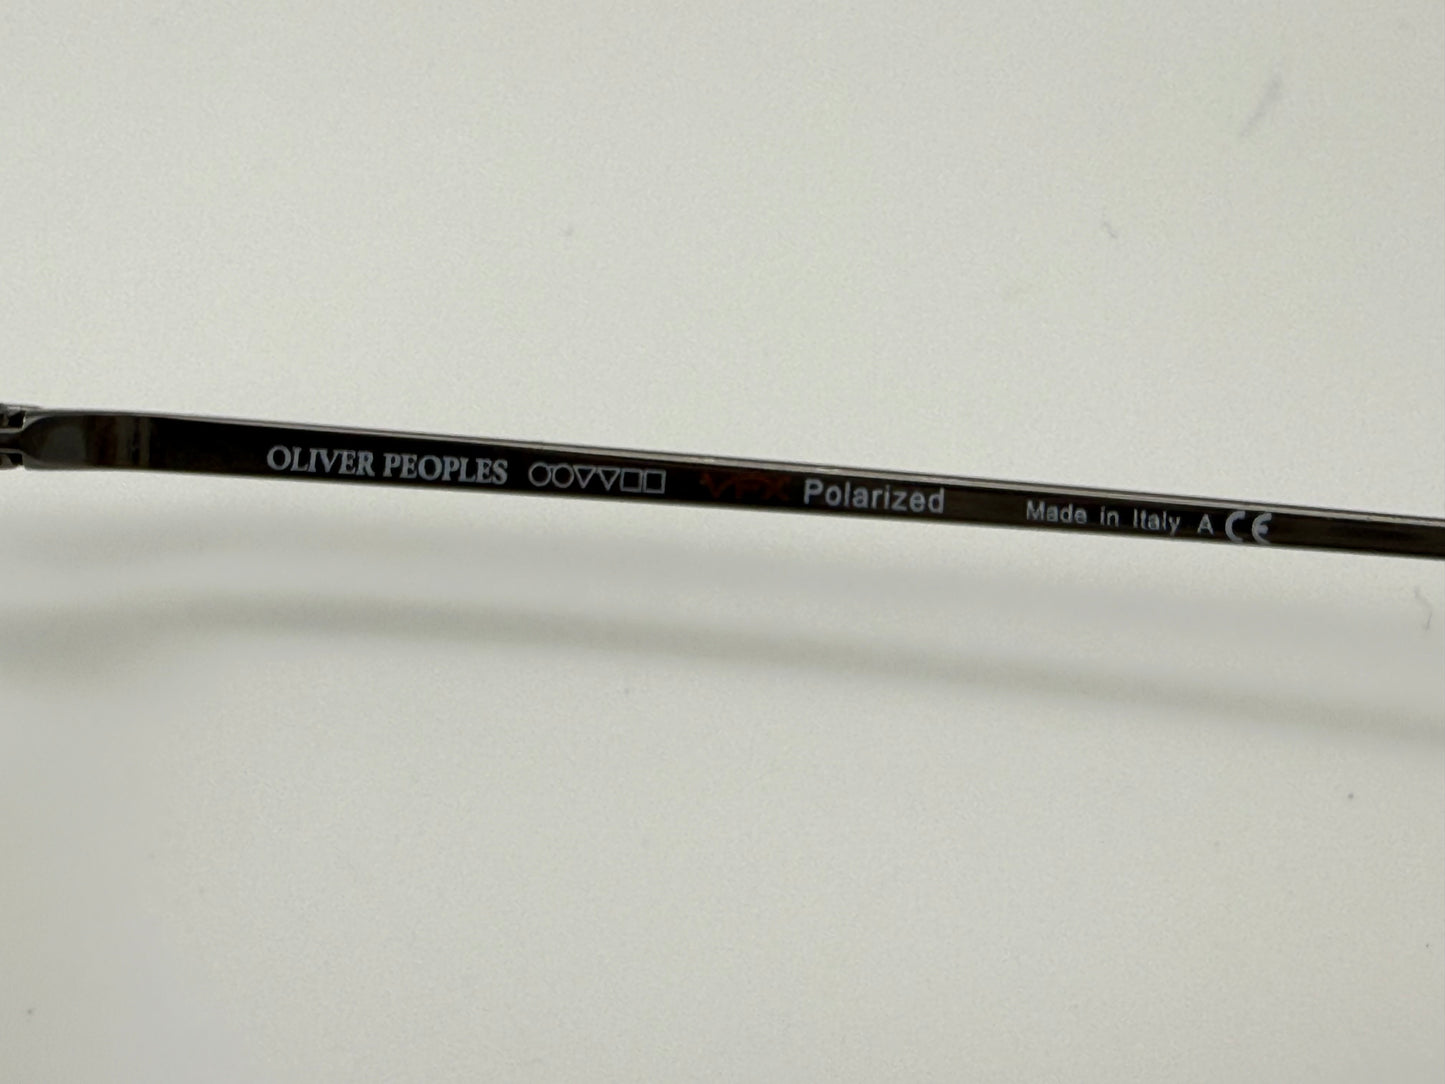 OLIVER PEOPLES ○○▽▽□□ VFX Polarized Made in Italy A CE